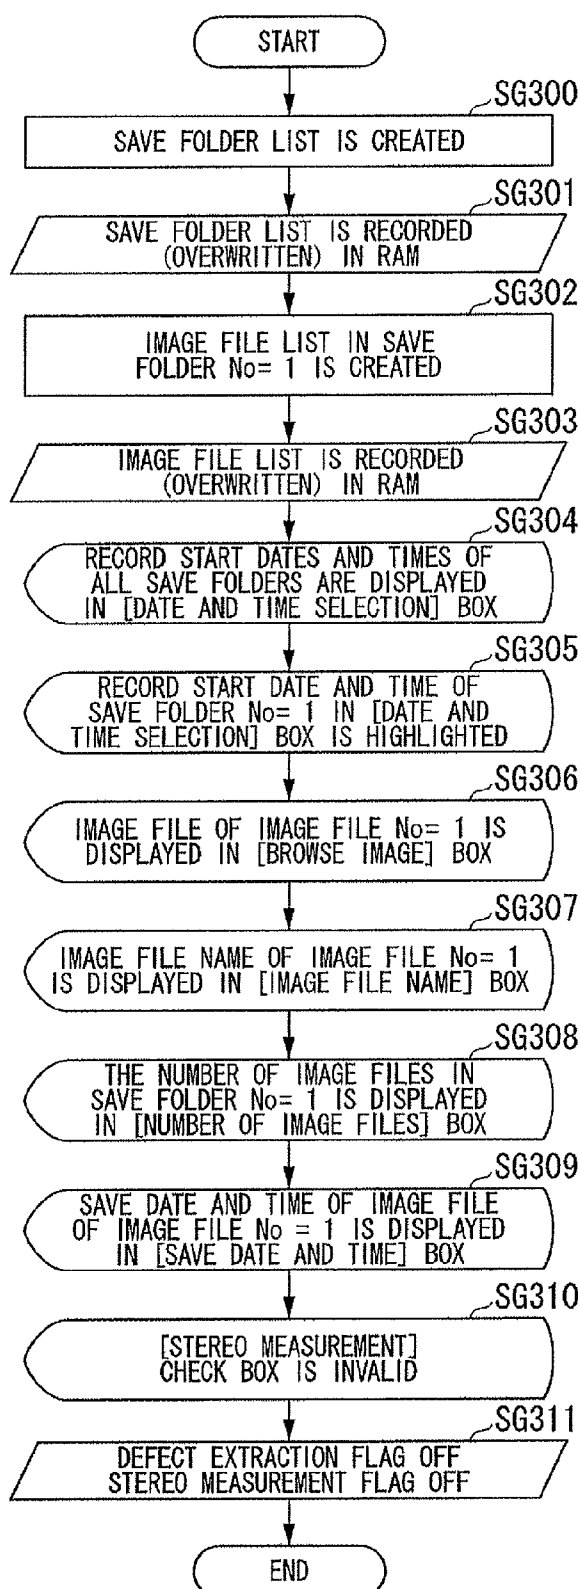 START
SG300
SAVE FOLDER LIST IS CREATED
SG301
SAVE FOLDER LIST IS RECORDED
(OVERWRITTEN) IN RAM
SG302
IMAGE FILE LIST IN SAVE
FOLDER No= 1 IS CREATED
SG303
IMAGE FILE LIST IS RECORDED
(OVERWRITTEN) IN RAM
SG304
RECORD START DATES AND TIMES OF
ALL SAVE FOLDERS ARE DISPLAYED
IN [DATE AND TIME SELECTION] BOX
SG305
RECORD START DATE AND TIME OF
SAVE FOLDER No= 1 IN [DATE AND
TIME SELECTION] BOX IS HIGHLIGHTED
SG306
IMAGE FILE OF IMAGE FILE No= 1 IS
DISPLAYED IN [BROWSE IMAGE] BOX
SG307
IMAGE FILE NAME OF IMAGE FILE No= 1
IS DISPLAYED IN [IMAGE FILE NAME] BOX
SG308
THE NUMBER OF IMAGE FILES IN
SAVE FOLDER No= 1 IS DISPLAYED
IN [NUMBER OF IMAGE FILES] BOX
SG309
SAVE DATE AND TIME OF IMAGE FILE
OF IMAGE FILE No = 1 IS DISPLAYED
IN [SAVE DATE AND TIME] BOX
SG310
[STEREO MEASUREMENT]
CHECK BOX IS INVALID
SG311
DEFECT EXTRACTION FLAG OFF
STEREO MEASUREMENT FLAG OFF
END